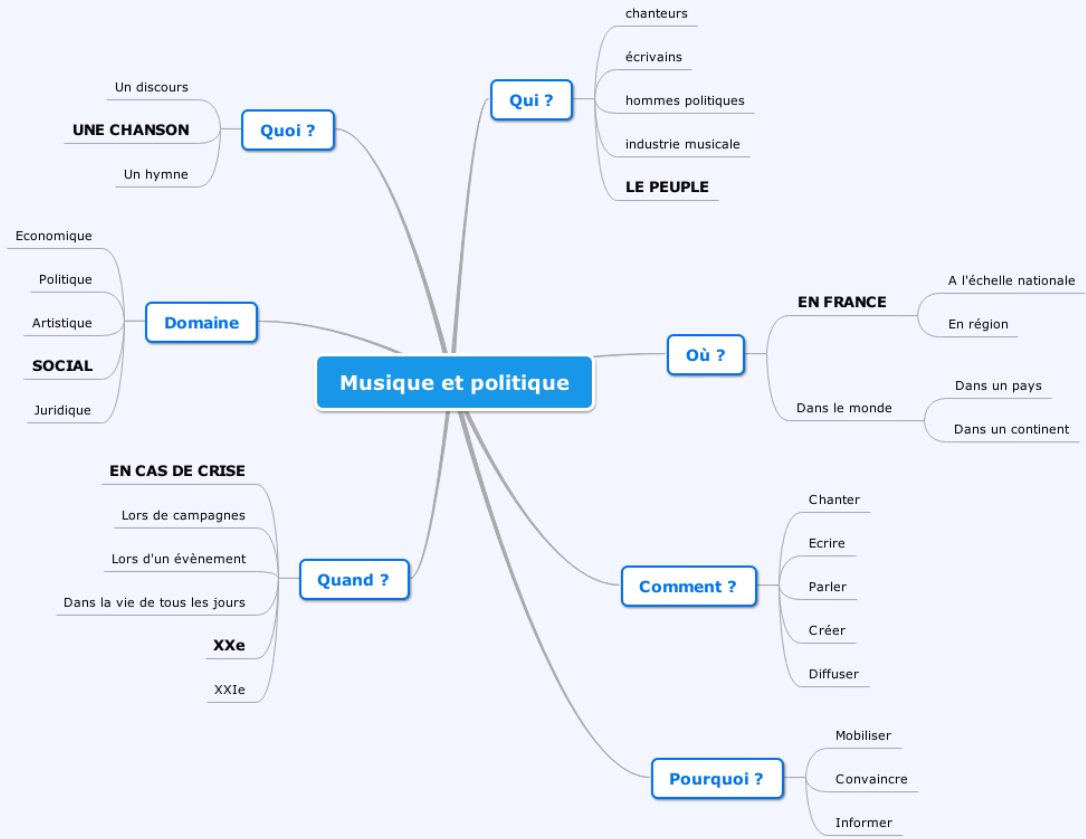 Musique et politique
Qui ?
chanteurs
écrivains
hommes politiques
industrie musicale
LE PEUPLE
Où ?
EN FRANCE
A l'échelle nationale
En région
Dans le monde
Dans un pays
Dans un continent
Comment ?
Chanter
Ecrire
Parler
Créer
Diffuser
Pourquoi ?
Mobiliser
Convaincre
Informer
Quand ?
EN CAS DE CRISE
Lors de campagnes
Lors d'un évènement
Dans la vie de tous les jours
XXe
XXIe
Domaine
Economique
Politique
Artistique
SOCIAL
Juridique
Quoi ?
Un discours
UNE CHANSON
Un hymne